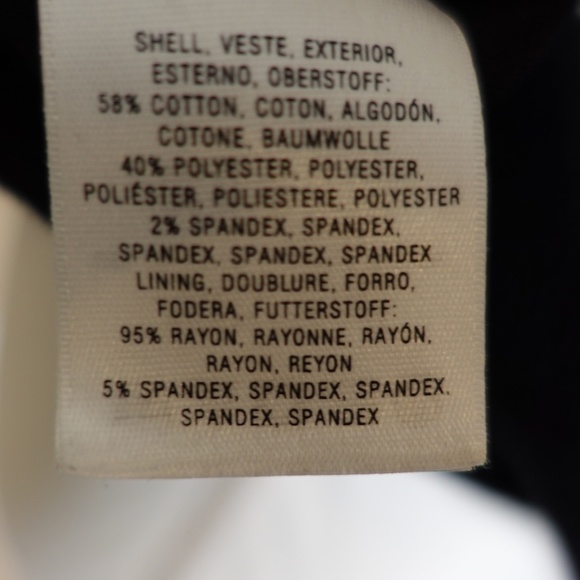 SHELL, VESTE, EXTERIOR,
ESTERNO, OBERSTOFF:
58% COTTON, COTON, ALGODÓN,
COTONE, BAUMWOLLE
40% POLYESTER, POLYESTER,
POLIÉSTER, POLIESTERE, POLYESTER
2% SPANDEX, SPANDEX,
SPANDEX, SPANDEX, SPANDEX
LINING, DOUBLURE, FORRO,
FODERA, FUTTERSTOFF:
95% RAYON, RAYONNE, RAYÓN,
RAYON, REYON
5% SPANDEX, SPANDEX, SPANDEX,
SPANDEX, SPANDEX